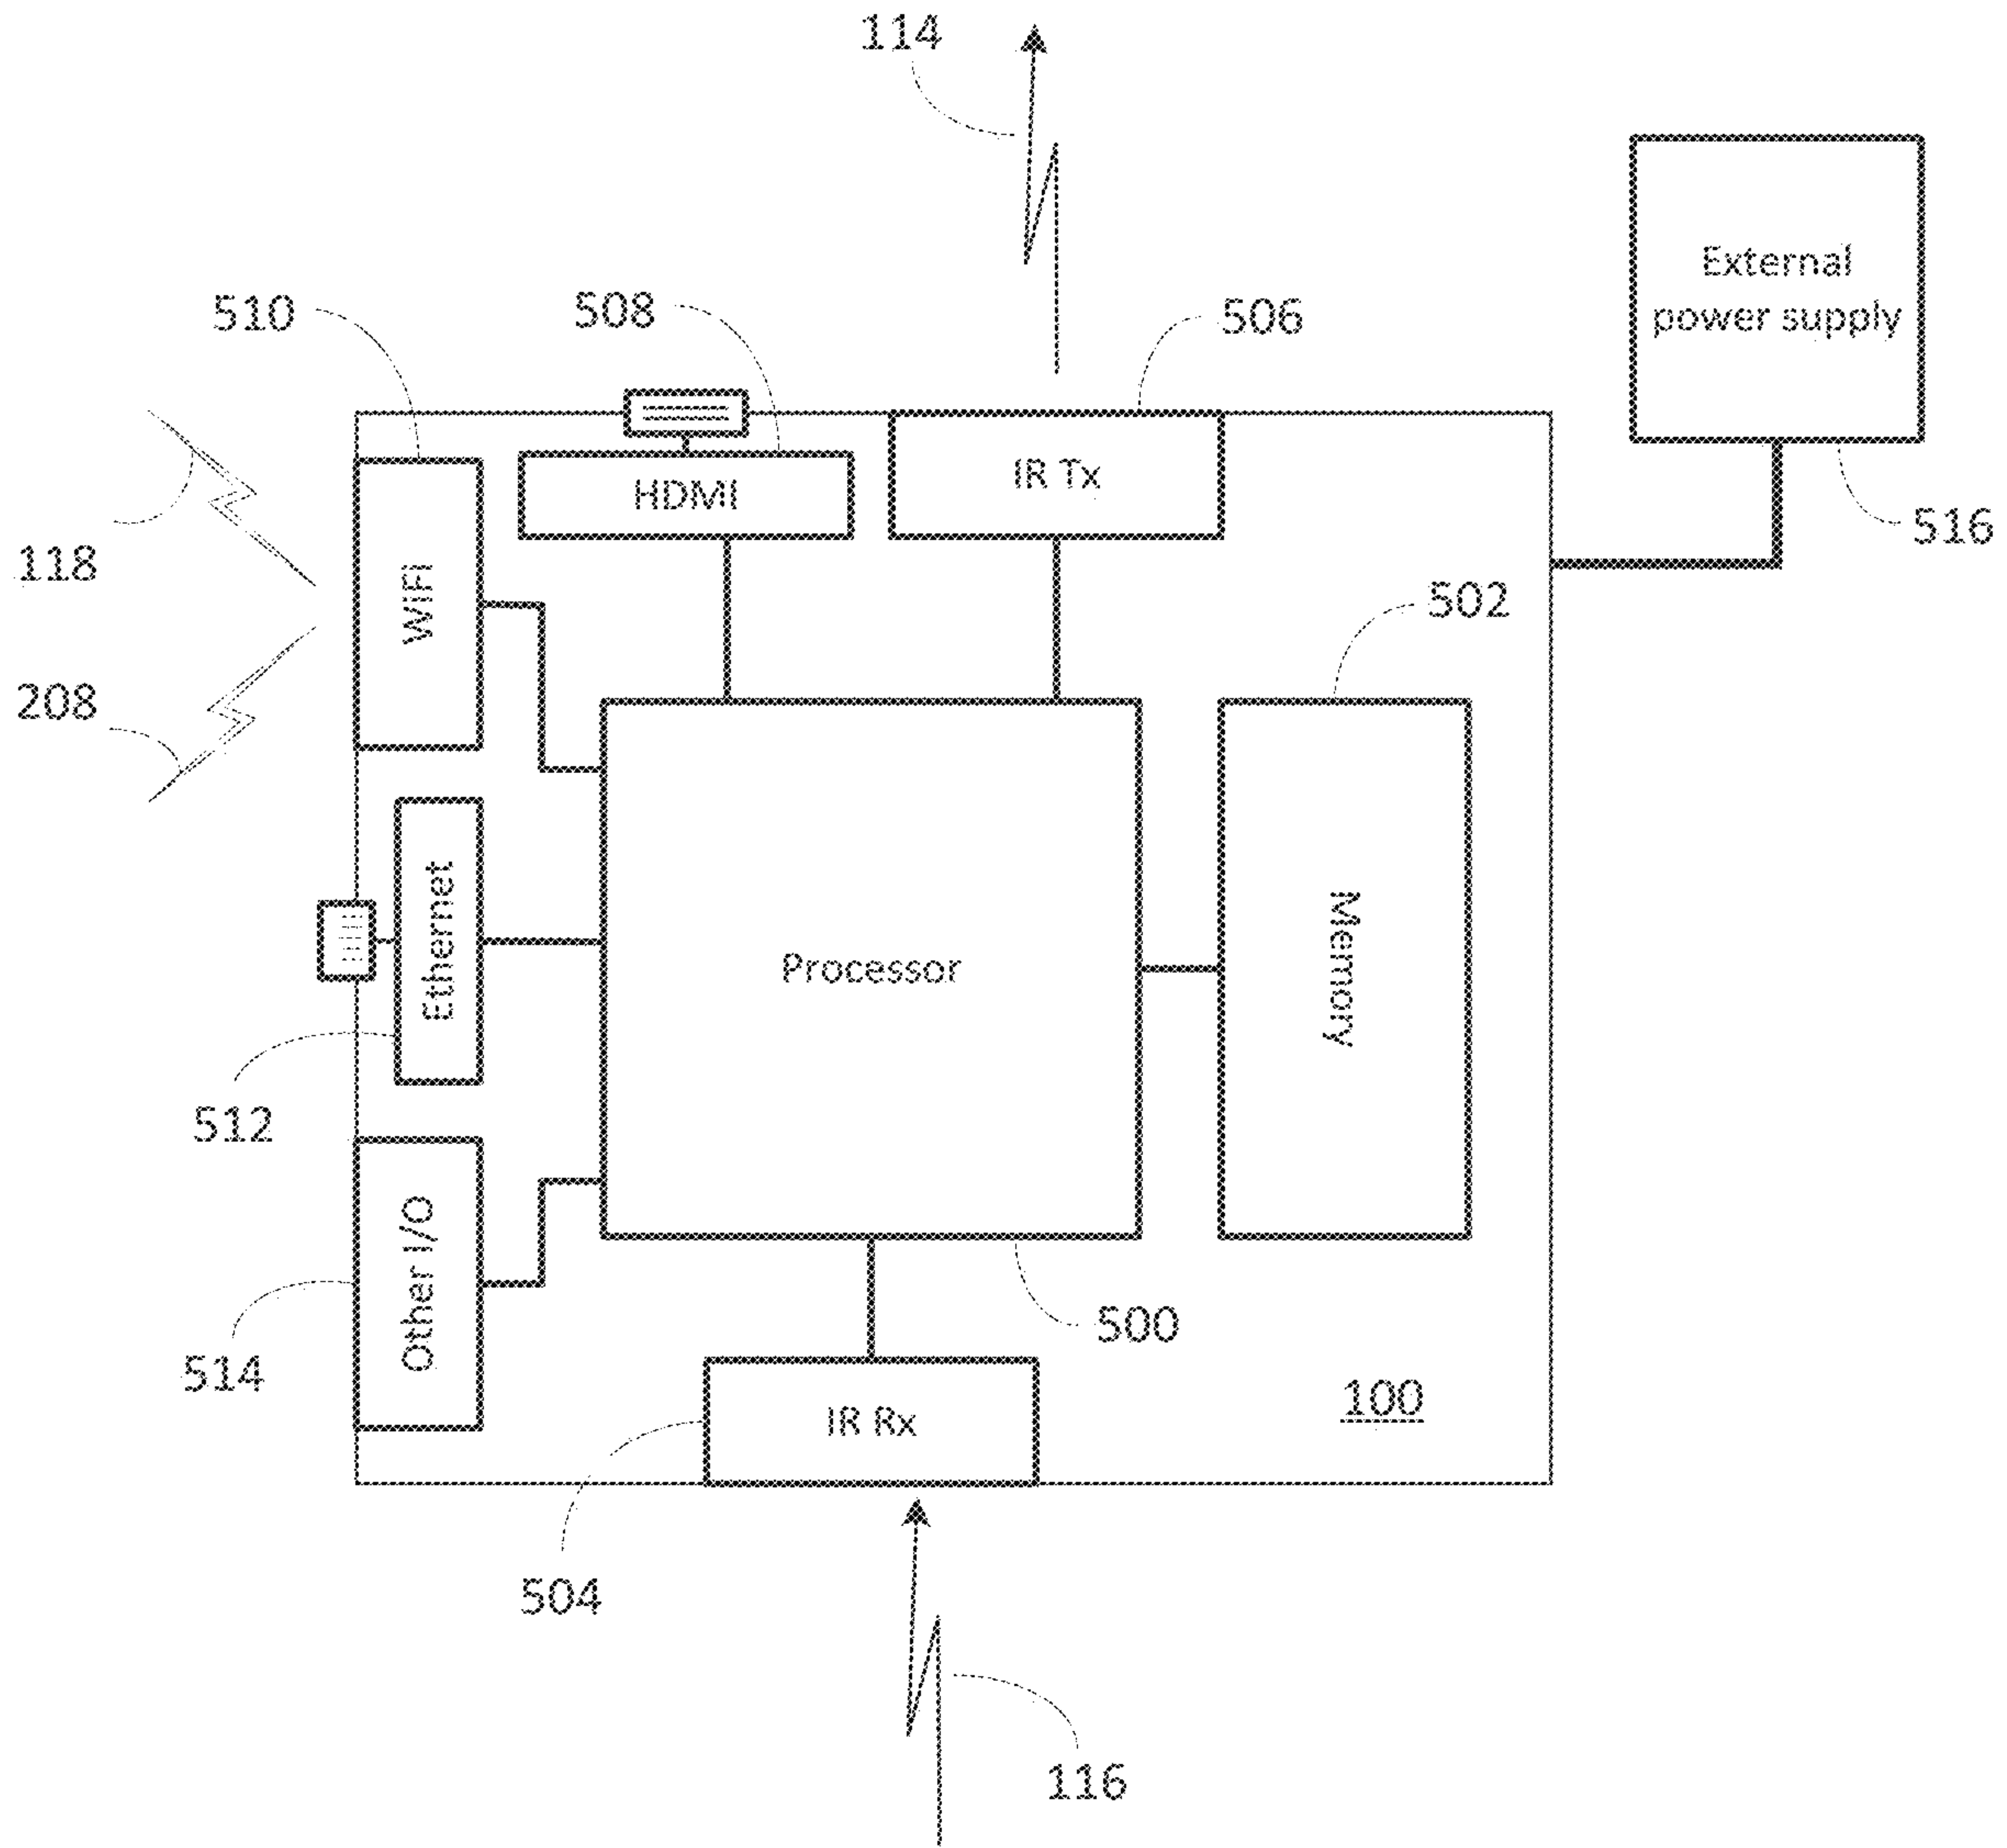 114
External
power supply
510
508
506
516
HDMI
IR Tx
118
WiFi
502
208
Ethernet
Processor
Memory
512
Other I/O
514
500
100
IR Rx
504
116